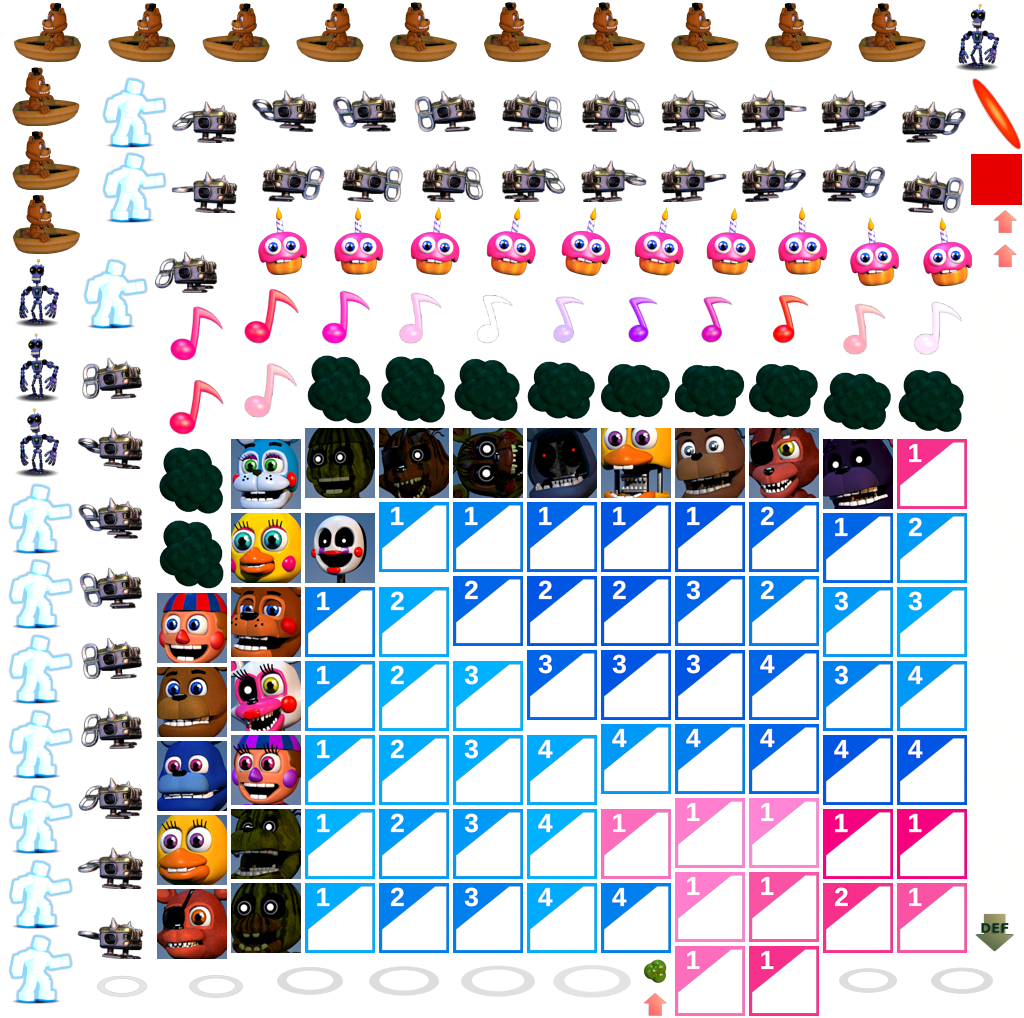 1
1 1 1 1 1 2 1 2
1 2 2 2 2 3 2 3 3
1 2 3 3 3 3 4 3 4
1 2 3 4 4 4 4 4 4
1 2 3 4 1 1 1 1 1
1 2 3 4 4 1 1 2 1
DEF
1 1